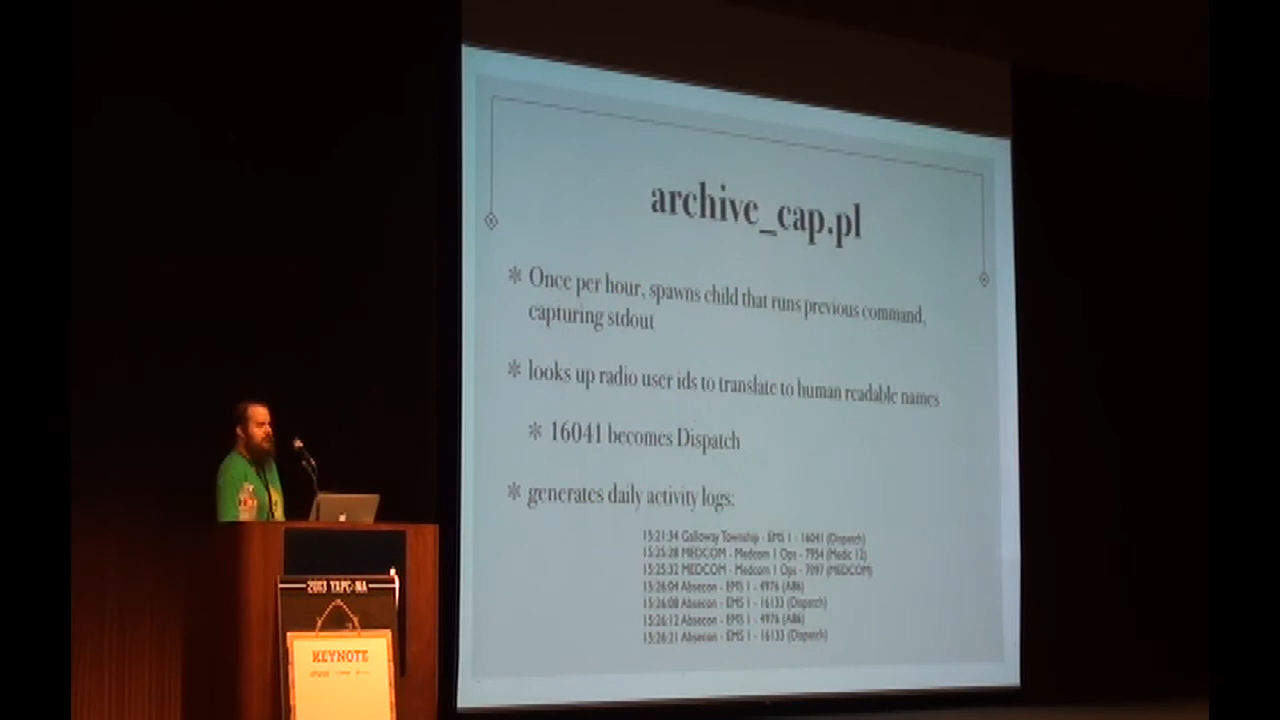 archive_cap.pl
* Once per hour, spawns child that runs previous command,
capturing stdout
* looks up radio user ids to translate to human readable names
* 16041 becomes Dispatch
* generates daily activity logs:
15:21:34 Galloway Township - EMS 1 - 16041 (Dispatch)
15:25:28 MEDCOM - Medcom 1 Ops - 7954 (Medic 12)
15:25:32 MEDCOM - Medcom 1 Ops - 7097 (MEDCOM)
15:26:04 Absecon - EMS 1 - 4976 (A86)
15:26:08 Absecon - EMS 1 - 16133 (Dispatch)
15:26:12 Absecon - EMS 1 - 4976 (A86)
15:26:21 Absecon - EMS 1 - 16133 (Dispatch)
2013 YAPC:NA
KEYNOTE